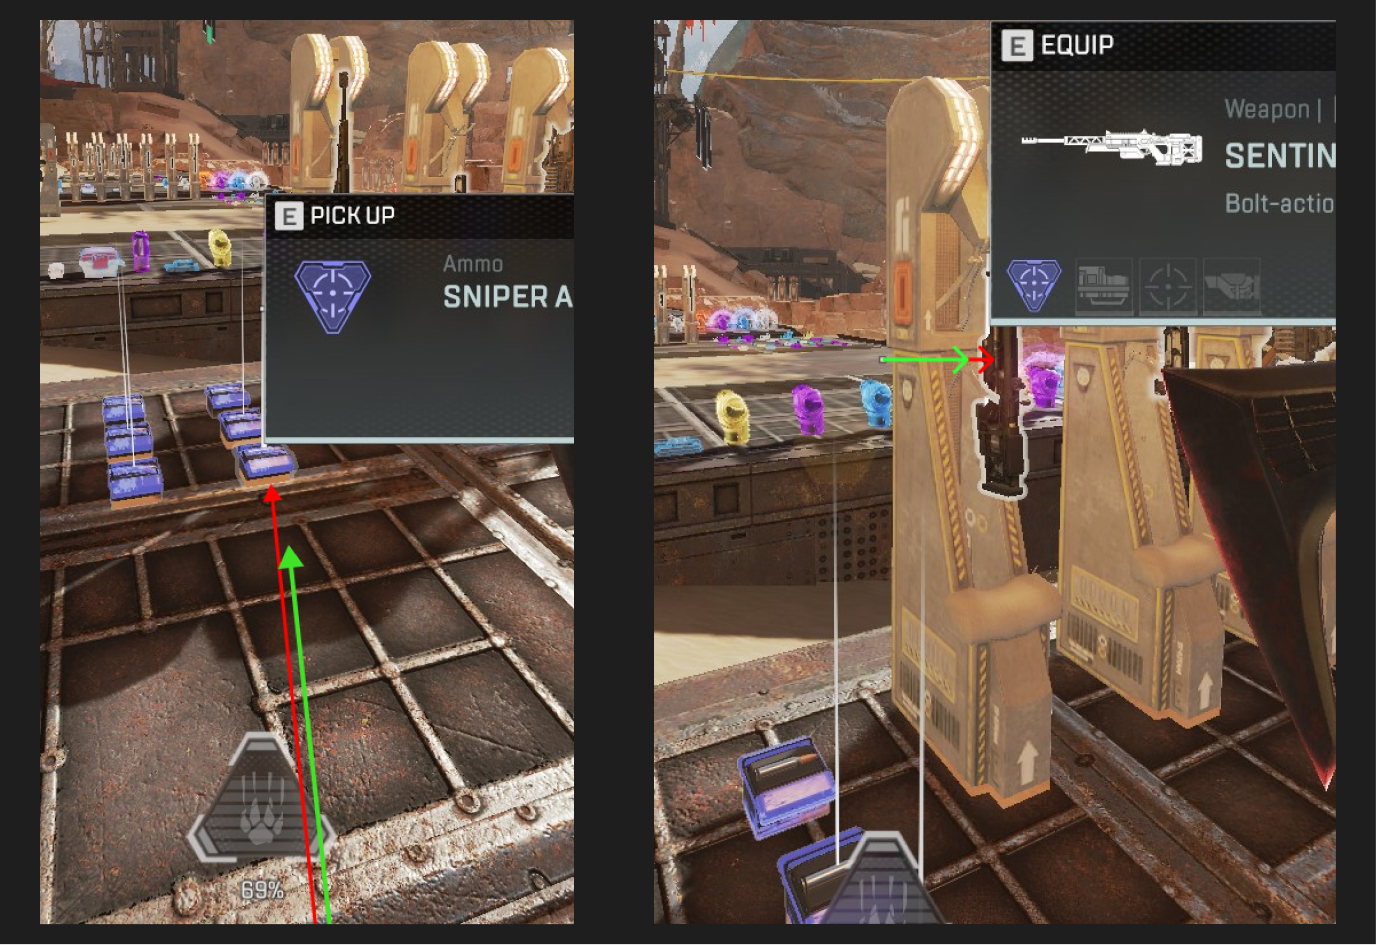 E PICK UP
Ammo
SNIPER A
69%
E EQUIP
Weapon |
SENTIN
Bolt-actio